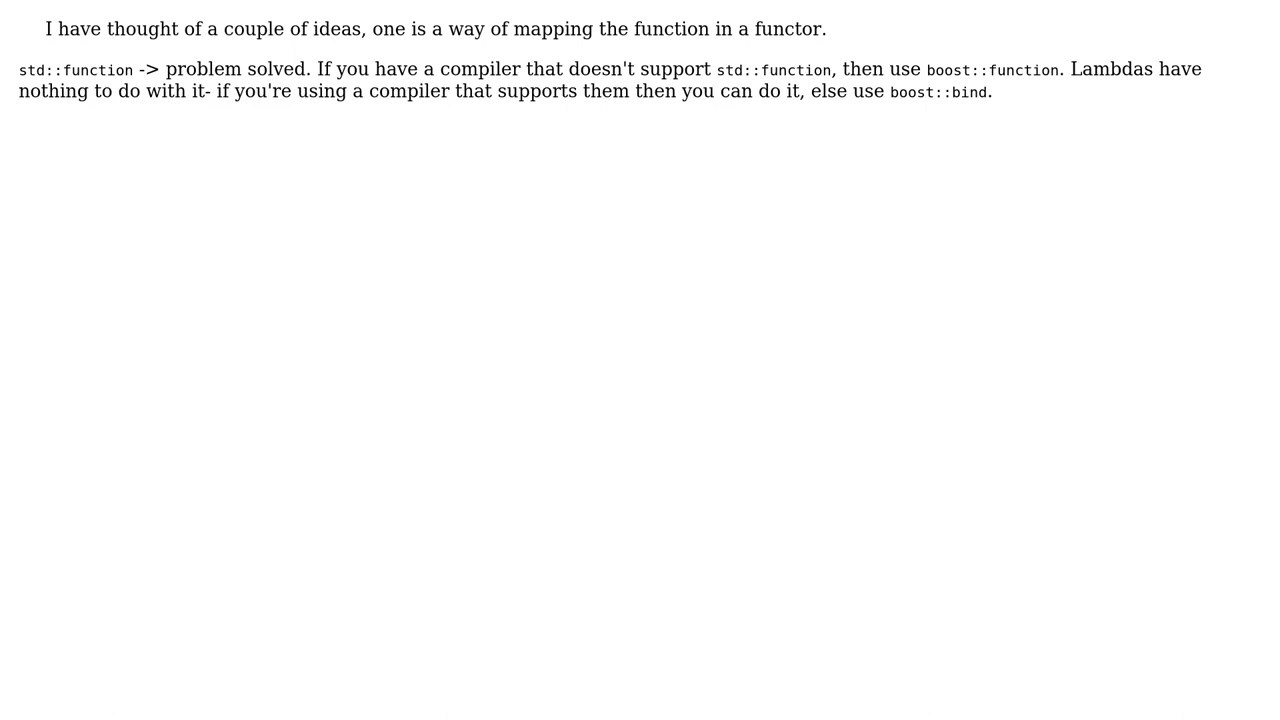 I have thought of a couple of ideas, one is a way of mapping the function in a functor.
std::function -> problem solved. If you have a compiler that doesn't support std::function, then use boost::function. Lambdas have
nothing to do with it- if you're using a compiler that supports them then you can do it, else use boost::bind.